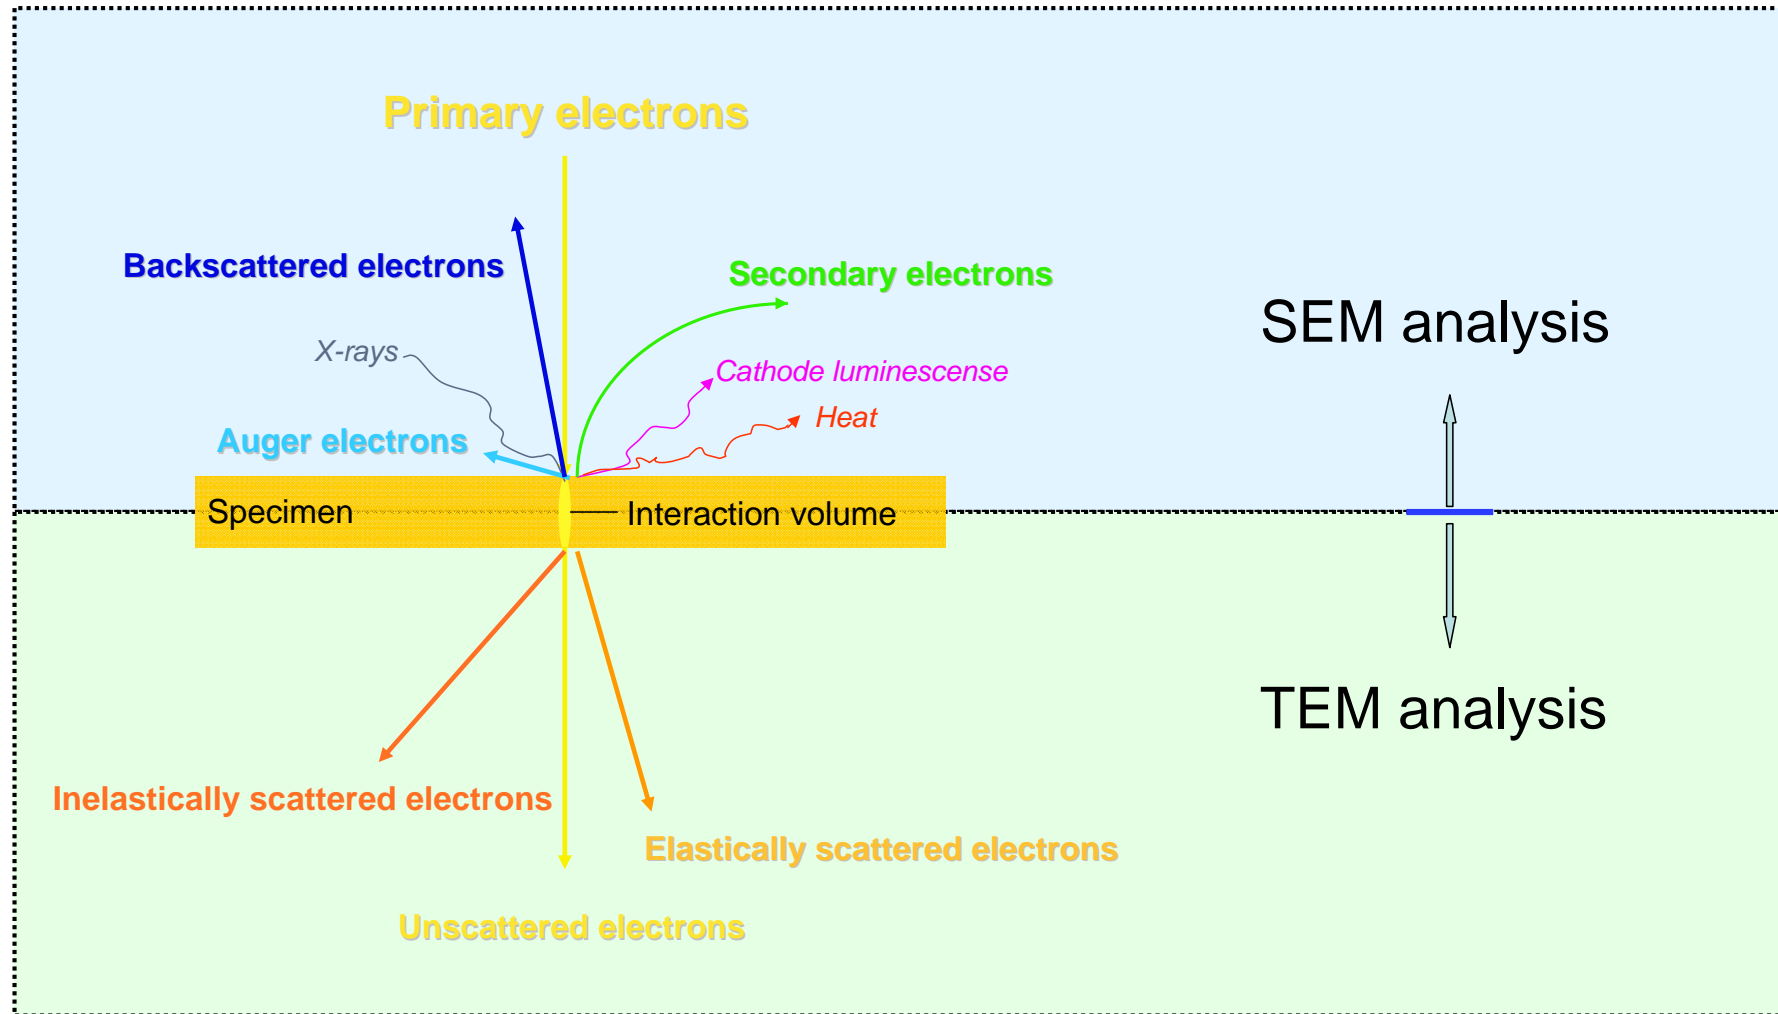 Primary electrons
Backscattered electrons
Secondary electrons
SEM analysis
X-rays
Cathode luminescense
Heat
Auger electrons
Specimen
Interaction volume
TEM analysis
Inelastically scattered electrons
Elastically scattered electrons
Unscattered electrons